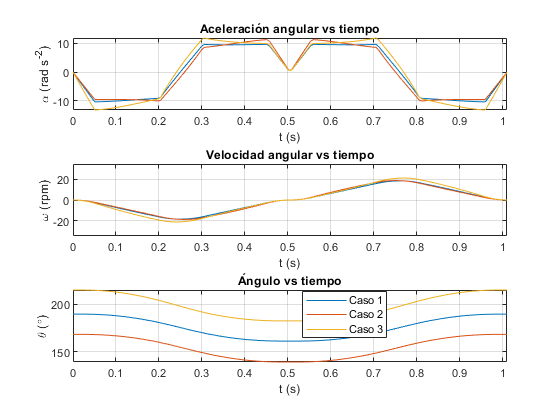 Aceleración angular vs tiempo
α (rad s⁻²)
10
0
-10
0 0.1 0.2 0.3 0.4 0.5 0.6 0.7 0.8 0.9 1
t (s)
Velocidad angular vs tiempo
ω (rpm)
20
0
-20
0 0.1 0.2 0.3 0.4 0.5 0.6 0.7 0.8 0.9 1
t (s)
Ángulo vs tiempo
θ (°)
200
150
Caso 1
Caso 2
Caso 3
0 0.1 0.2 0.3 0.4 0.5 0.6 0.7 0.8 0.9 1
t (s)